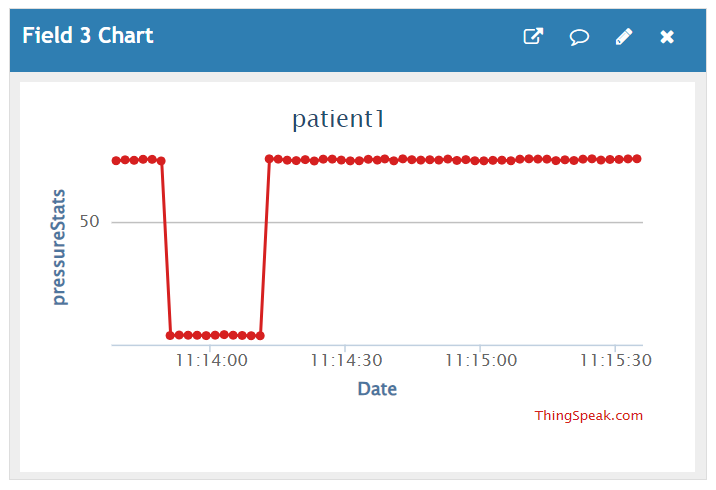 Field 3 Chart
patient1
pressureStats
50
11:14:00 11:14:30 11:15:00 11:15:30
Date
ThingSpeak.com